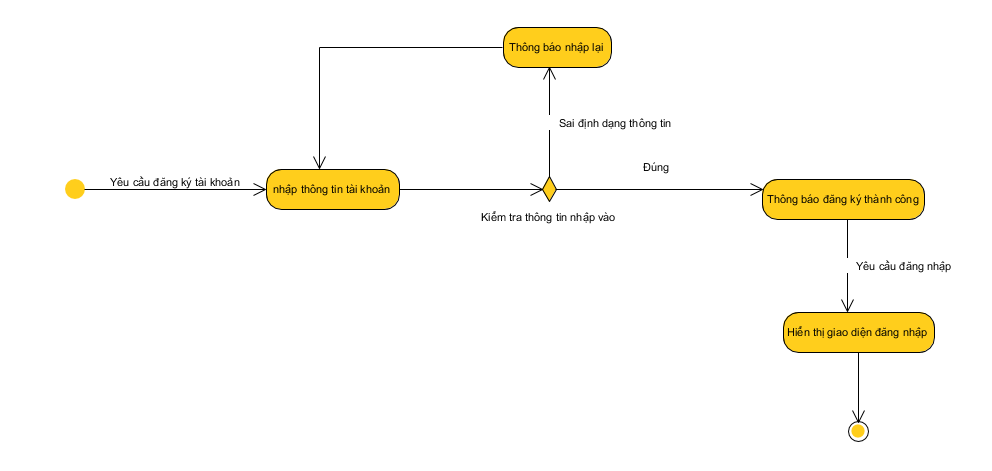 Thông báo nhập lại
Sai định dạng thông tin
Đúng
Yêu cầu đăng ký tài khoản
nhập thông tin tài khoản
Thông báo đăng ký thành công
Kiểm tra thông tin nhập vào
Yêu cầu đăng nhập
Hiển thị giao diện đăng nhập